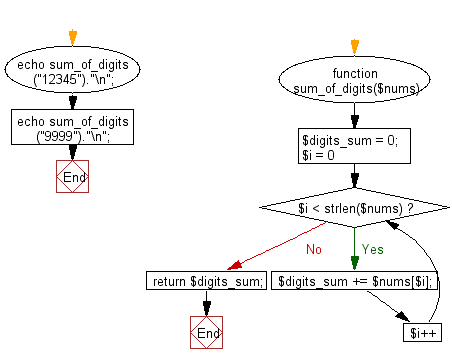 echo sum_of_digits
("12345")."\n";
echo sum_of_digits
("9999")."\n";
End
function
sum_of_digits($nums)
$digits_sum = 0;
$i = 0
$i < strlen($nums) ?
No
Yes
return $digits_sum;
$digits_sum += $nums[$i];
End
$i++